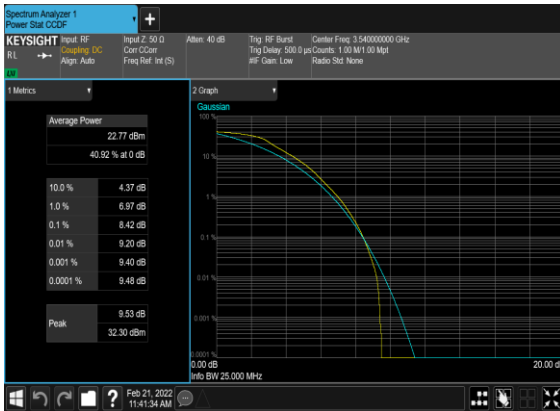 Spectrum Analyzer 1
Power Stat CCDF
+
KEYSIGHT
RL
LXI
Input: RF
Coupling: DC
Align: Auto
Input Z: 50 Ω
Corr CCorr
Freq Ref: Int (S)
Atten: 40 dB
Trig: RF Burst
Trig Delay: 500.0 µs
#IF Gain: Low
Center Freq: 3.540000000 GHz
Counts: 1.00 M/1.00 Mpt
Radio Std: None
1 Metrics
Average Power
22.77 dBm
40.92 % at 0 dB
10.0 % 4.37 dB
1.0 % 6.97 dB
0.1 % 8.42 dB
0.01 % 9.20 dB
0.001 % 9.40 dB
0.0001 % 9.48 dB
Peak
9.53 dB
32.30 dBm
2 Graph
Gaussian
100 %
10 %
1 %
0.1 %
0.01 %
0.001 %
0.0001 %
0.00 dB
20.00 d
Info BW 25.000 MHz
?
Feb 21, 2022
11:41:34 AM